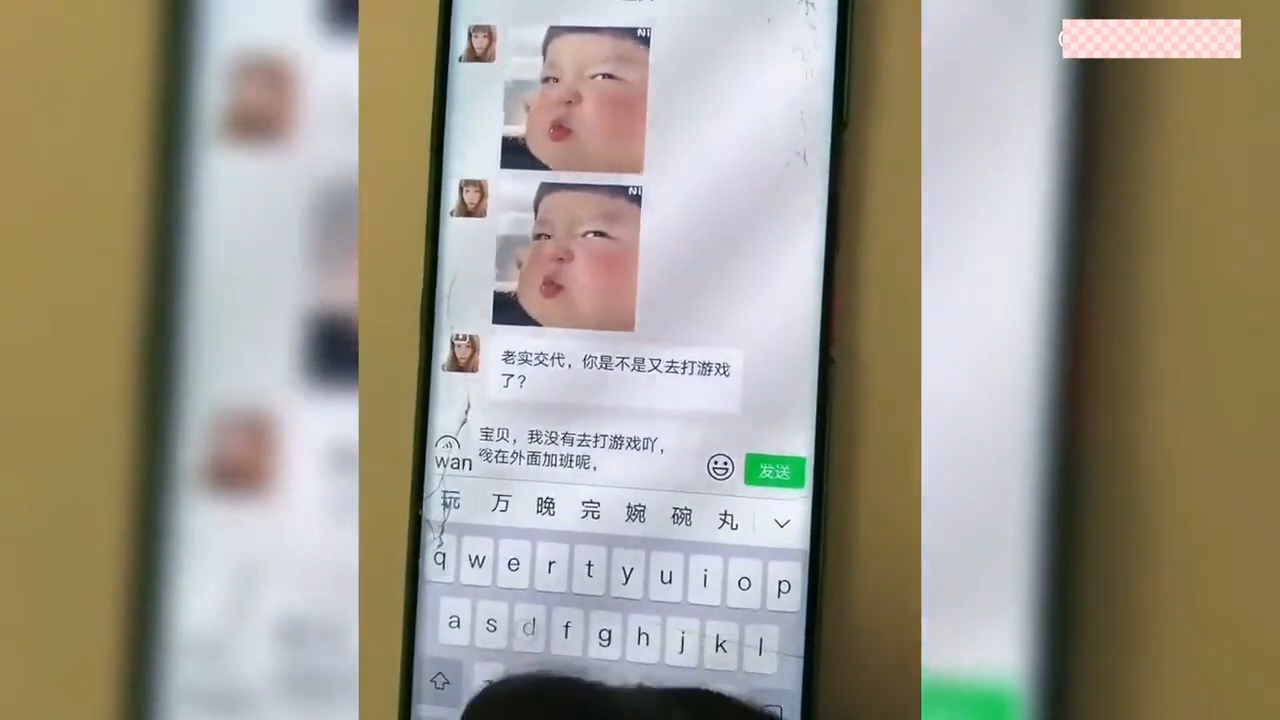 Ni
Ni
老实交代，你是不是又去打游戏
了？
宝贝，我没有去打游戏吖，
我在外面加班呢，
发送
wan
玩 万 晚 完 婉 碗 丸
q w e r t y u i o p
a s d f g h j k l